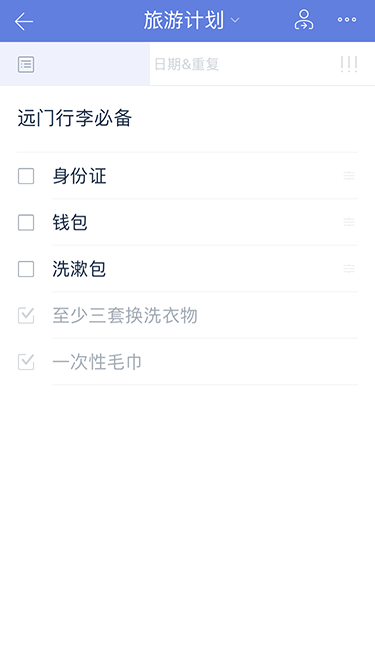 旅游计划
日期&重复
远门行李必备
身份证
钱包
洗漱包
至少三套换洗衣物
一次性毛巾